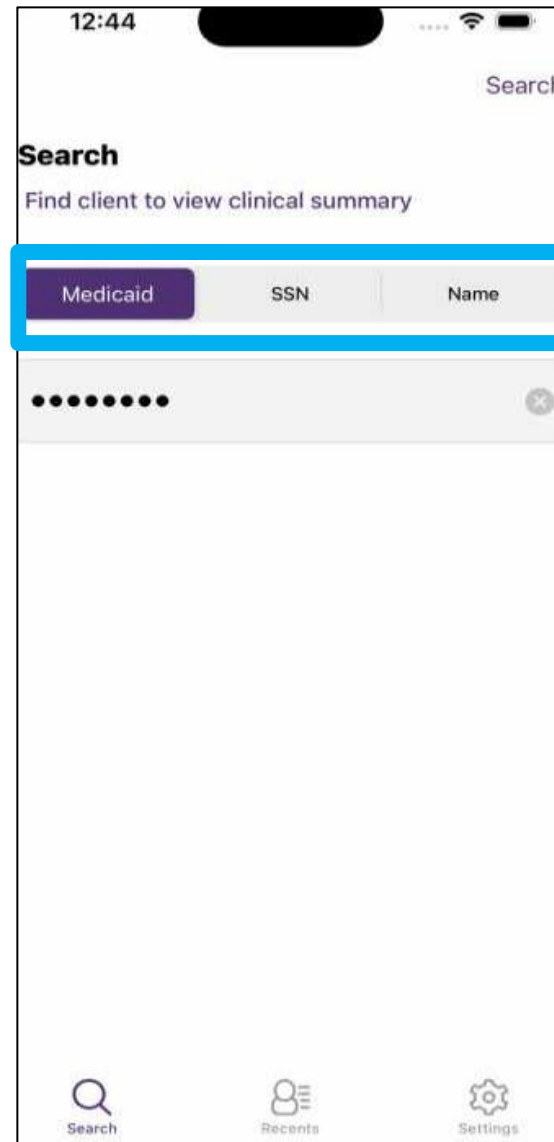 12:44
Search
Search
Find client to view clinical summary
Medicaid SSN Name
••••••••
Search Recents Settings